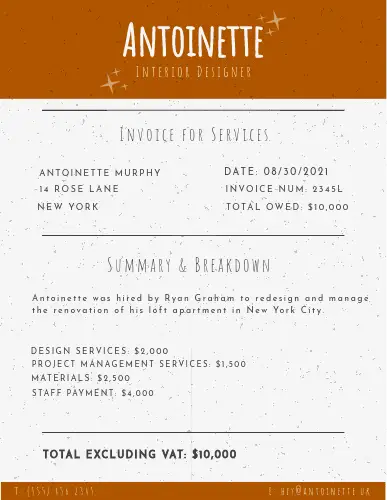 ANTOINETTE
INTERIOR DESIGNER
INVOICE FOR SERVICES
ANTOINETTE MURPHY
14 ROSE LANE
NEW YORK
DATE: 08/30/2021
INVOICE-NUM: 2345L
TOTAL OWED: $10,000
SUMMARY & BREAKDOWN
Antoinette was hired by Ryan Graham to redesign and manage
the renovation of his loft apartment in New York City.
DESIGN SERVICES: $2,000
PROJECT MANAGEMENT SERVICES: $1,500
MATERIALS: $2,500
STAFF PAYMENT: $4,000
TOTAL EXCLUDING VAT: $10,000
T: (555) 656 2345
E: HEY@ANTOINETTE.UK